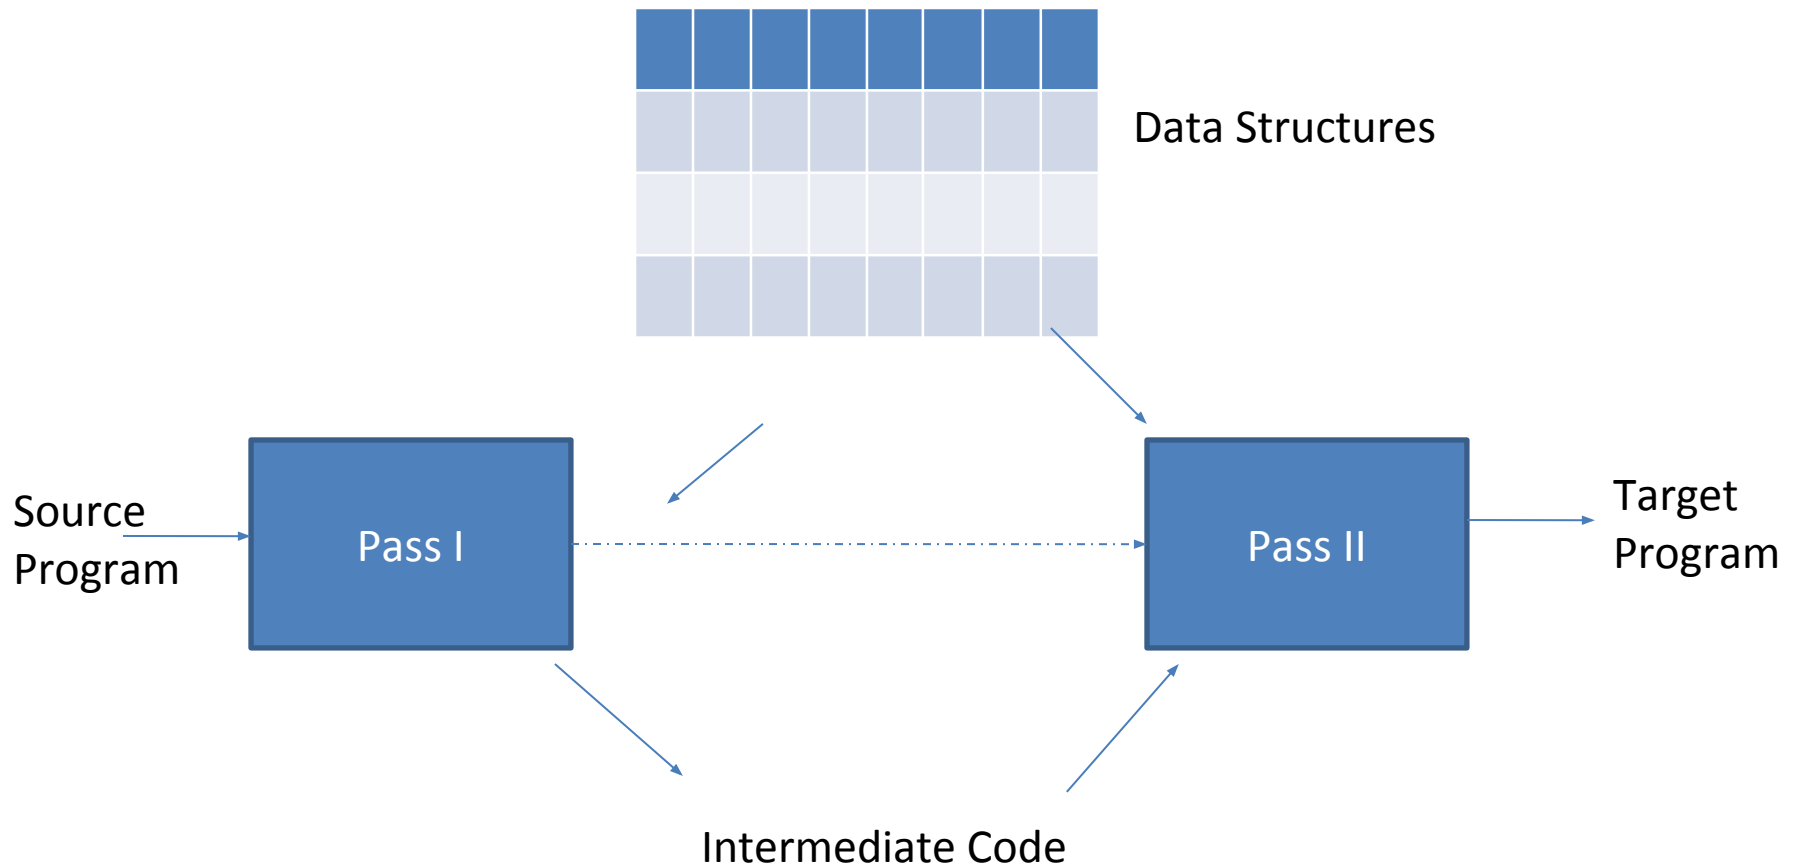 Data Structures
Source
Program
Pass I
Pass II
Target
Program
Intermediate Code